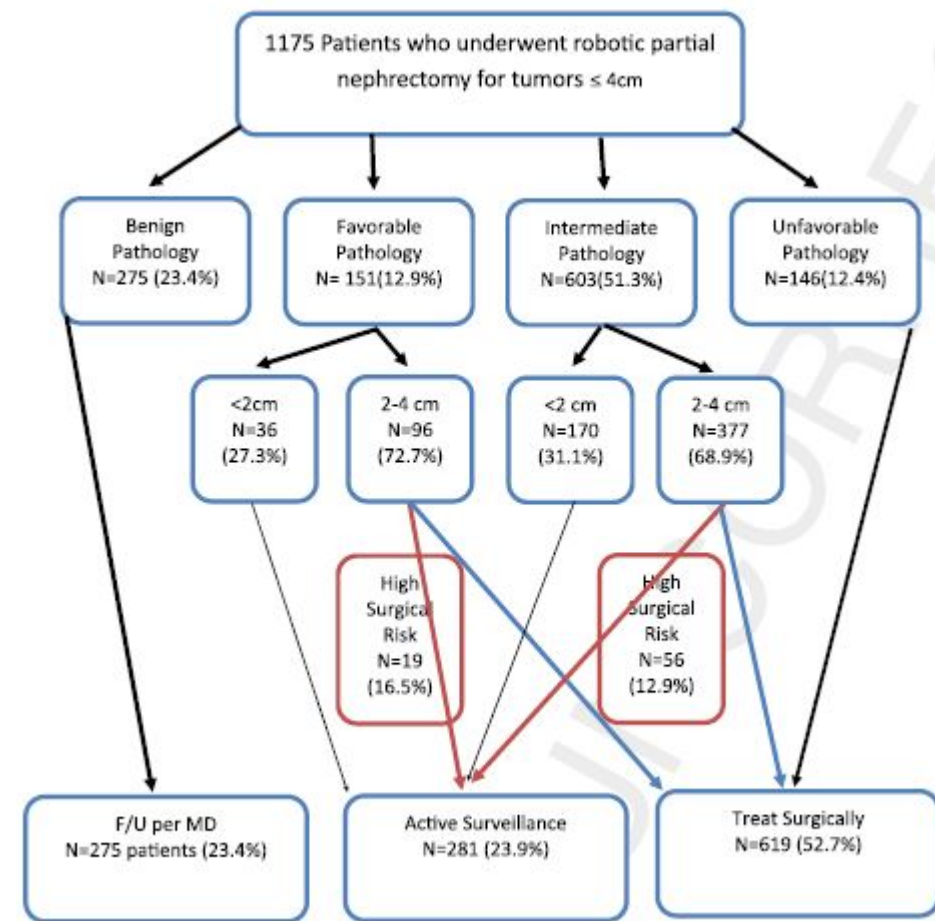 1175 Patients who underwent robotic partial
nephrectomy for tumors ≤ 4cm
Benign
Pathology
N=275 (23.4%)
Favorable
Pathology
N= 151(12.9%)
Intermediate
Pathology
N=603(51.3%)
Unfavorable
Pathology
N=146(12.4%)
<2cm
N=36
(27.3%)
2-4 cm
N=96
(72.7%)
<2 cm
N=170
(31.1%)
2-4 cm
N=377
(68.9%)
High
Surgical
Risk
N=19
(16.5%)
High
Surgical
Risk
N=56
(12.9%)
F/U per MD
N=275 patients (23.4%)
Active Surveillance
N=281 (23.9%)
Treat Surgically
N=619 (52.7%)